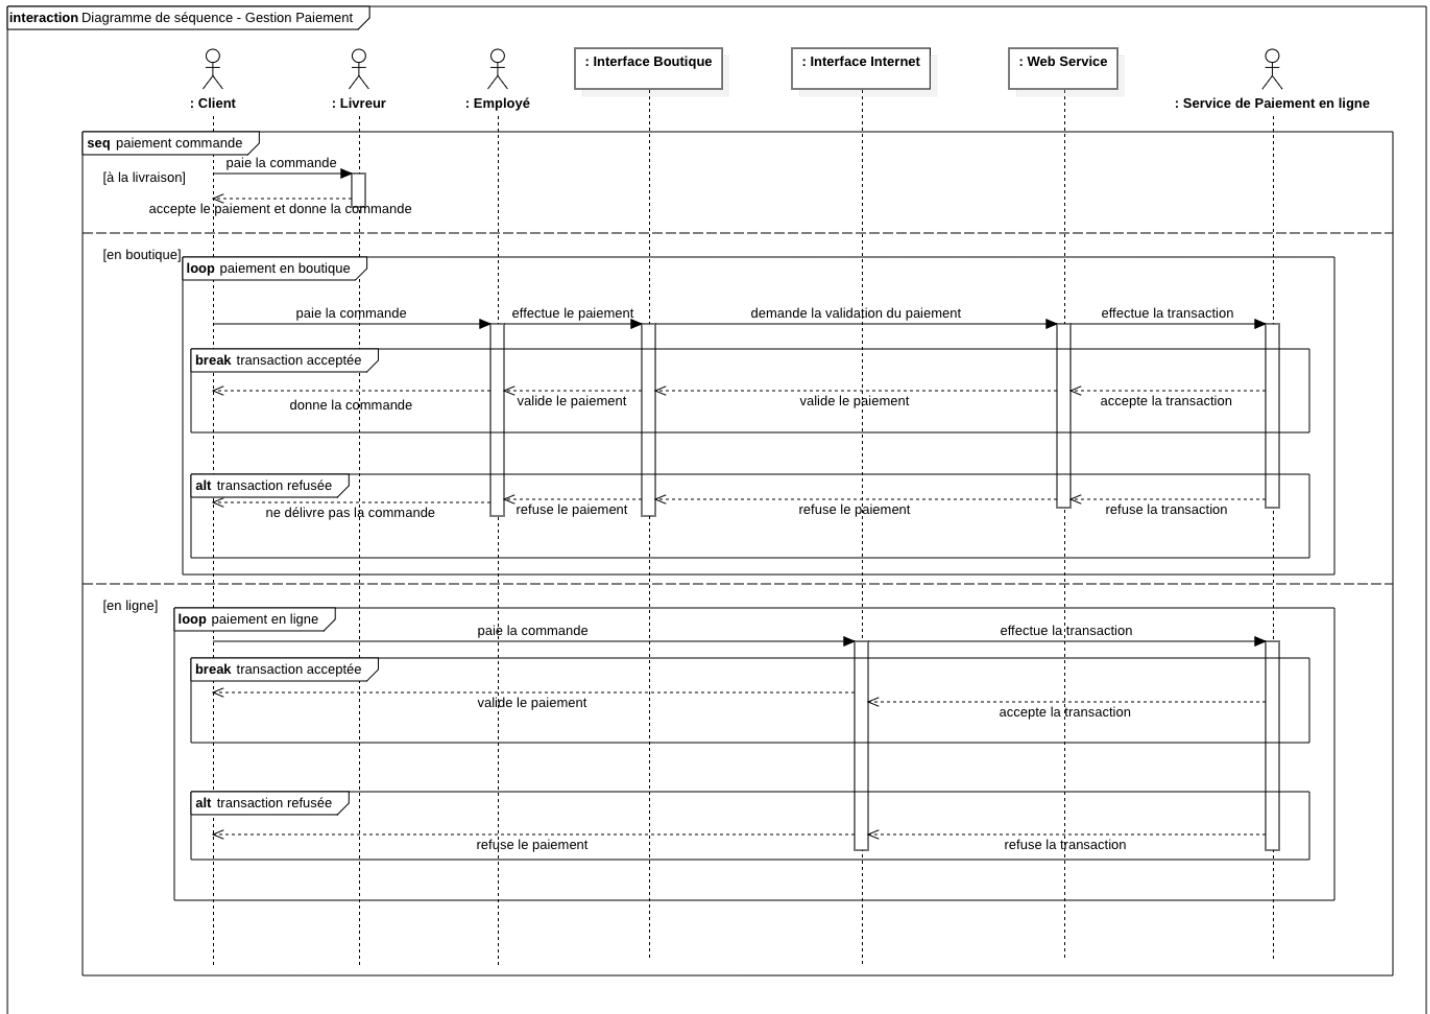 interaction Diagramme de séquence - Gestion Paiement
: Client
: Livreur
: Employé
: Interface Boutique
: Interface Internet
: Web Service
: Service de Paiement en ligne
seq paiement commande
[à la livraison]
paie la commande
accepte le paiement et donne la commande
[en boutique]
loop paiement en boutique
paie la commande
effectue le paiement
demande la validation du paiement
effectue la transaction
break transaction acceptée
donne la commande
valide le paiement
valide le paiement
accepte la transaction
alt transaction refusée
ne délivre pas la commande
refuse le paiement
refuse le paiement
refuse la transaction
[en ligne]
loop paiement en ligne
paie la commande
effectue la transaction
break transaction acceptée
valide le paiement
accepte la transaction
alt transaction refusée
refuse le paiement
refuse la transaction